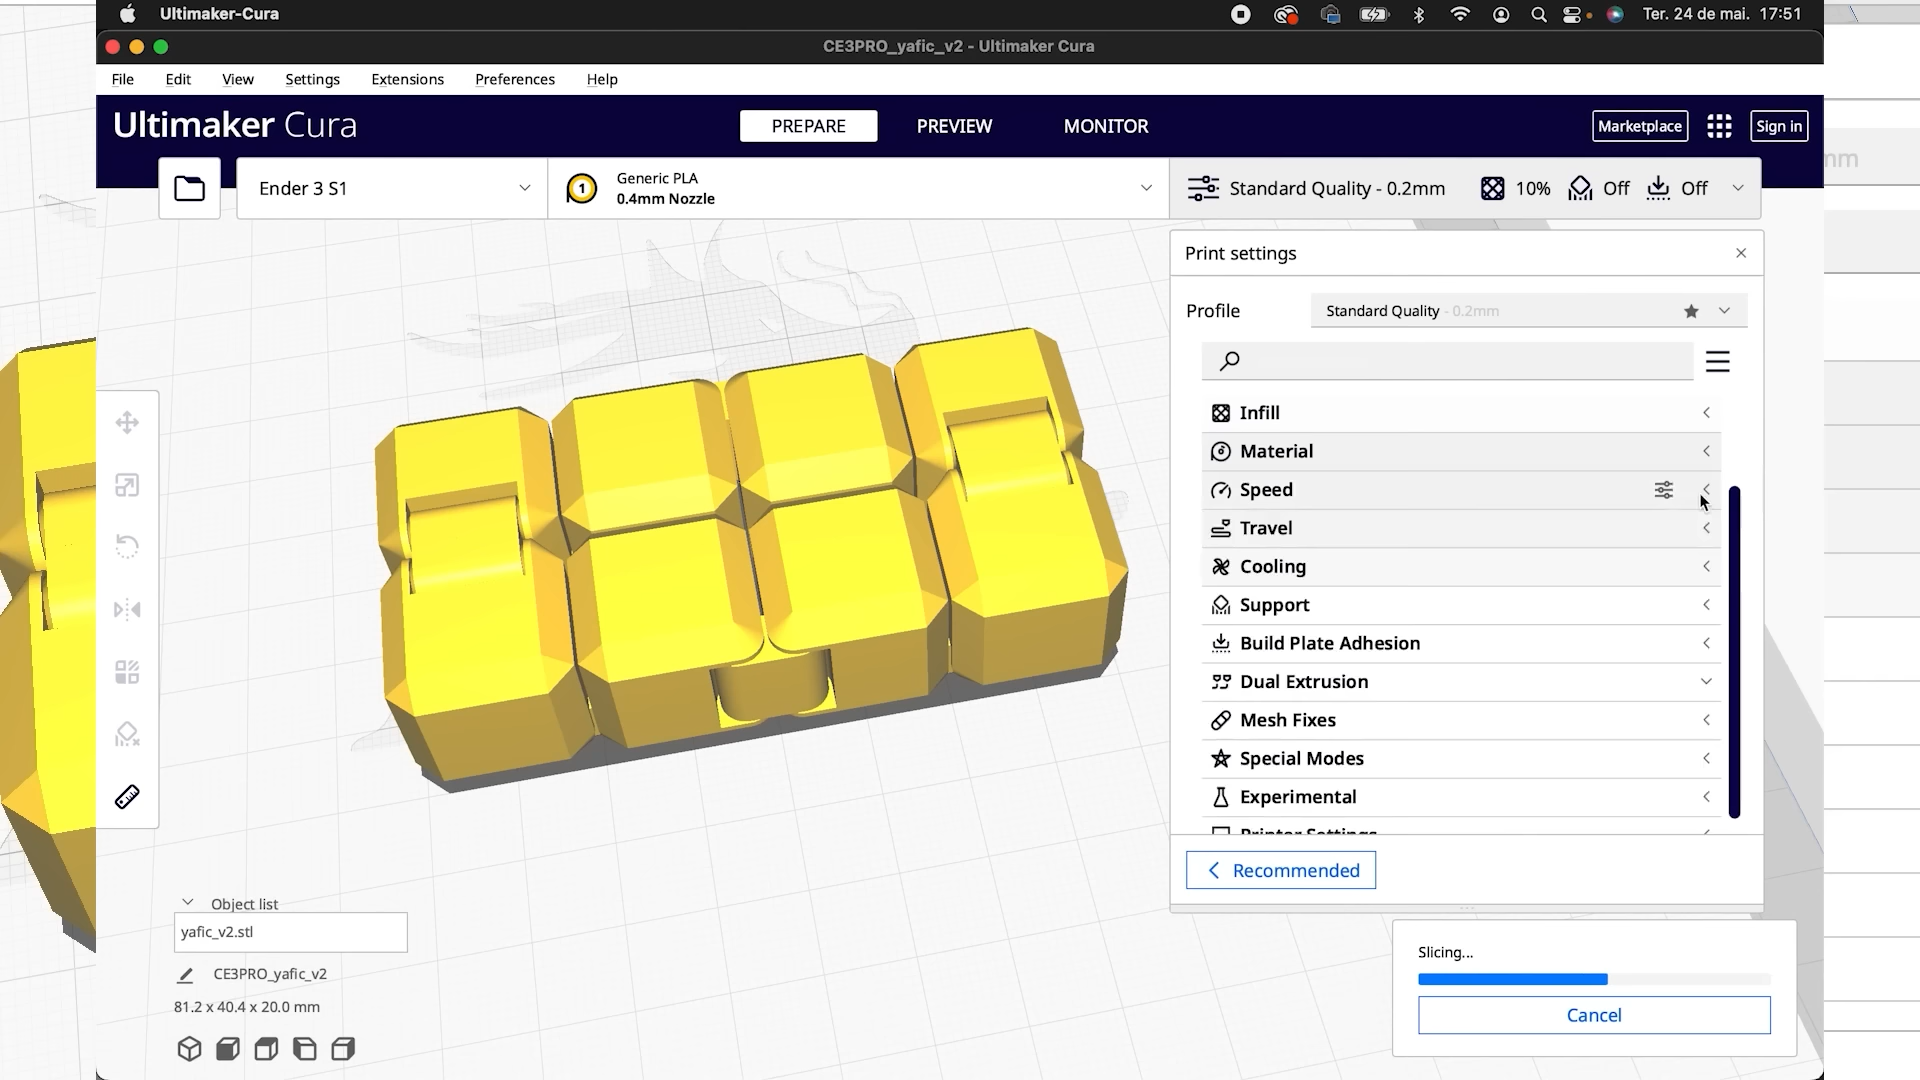 Ultimaker-Cura
Ter. 24 de mai. 17:51
CE3PRO_yafic_v2 - Ultimaker Cura
File Edit View Settings Extensions Preferences Help
Ultimaker Cura
PREPARE PREVIEW MONITOR
Marketplace
Sign in
mm
Ender 3 S1
1
Generic PLA
0.4mm Nozzle
Standard Quality - 0.2mm
10% Off Off
Print settings
Profile
Standard Quality - 0.2mm
Infill
Material
Speed
Travel
Cooling
Support
Build Plate Adhesion
Dual Extrusion
Mesh Fixes
Special Modes
Experimental
Printer Settings
Recommended
Object list
yafic_v2.stl
CE3PRO_yafic_v2
81.2 x 40.4 x 20.0 mm
Slicing...
Cancel